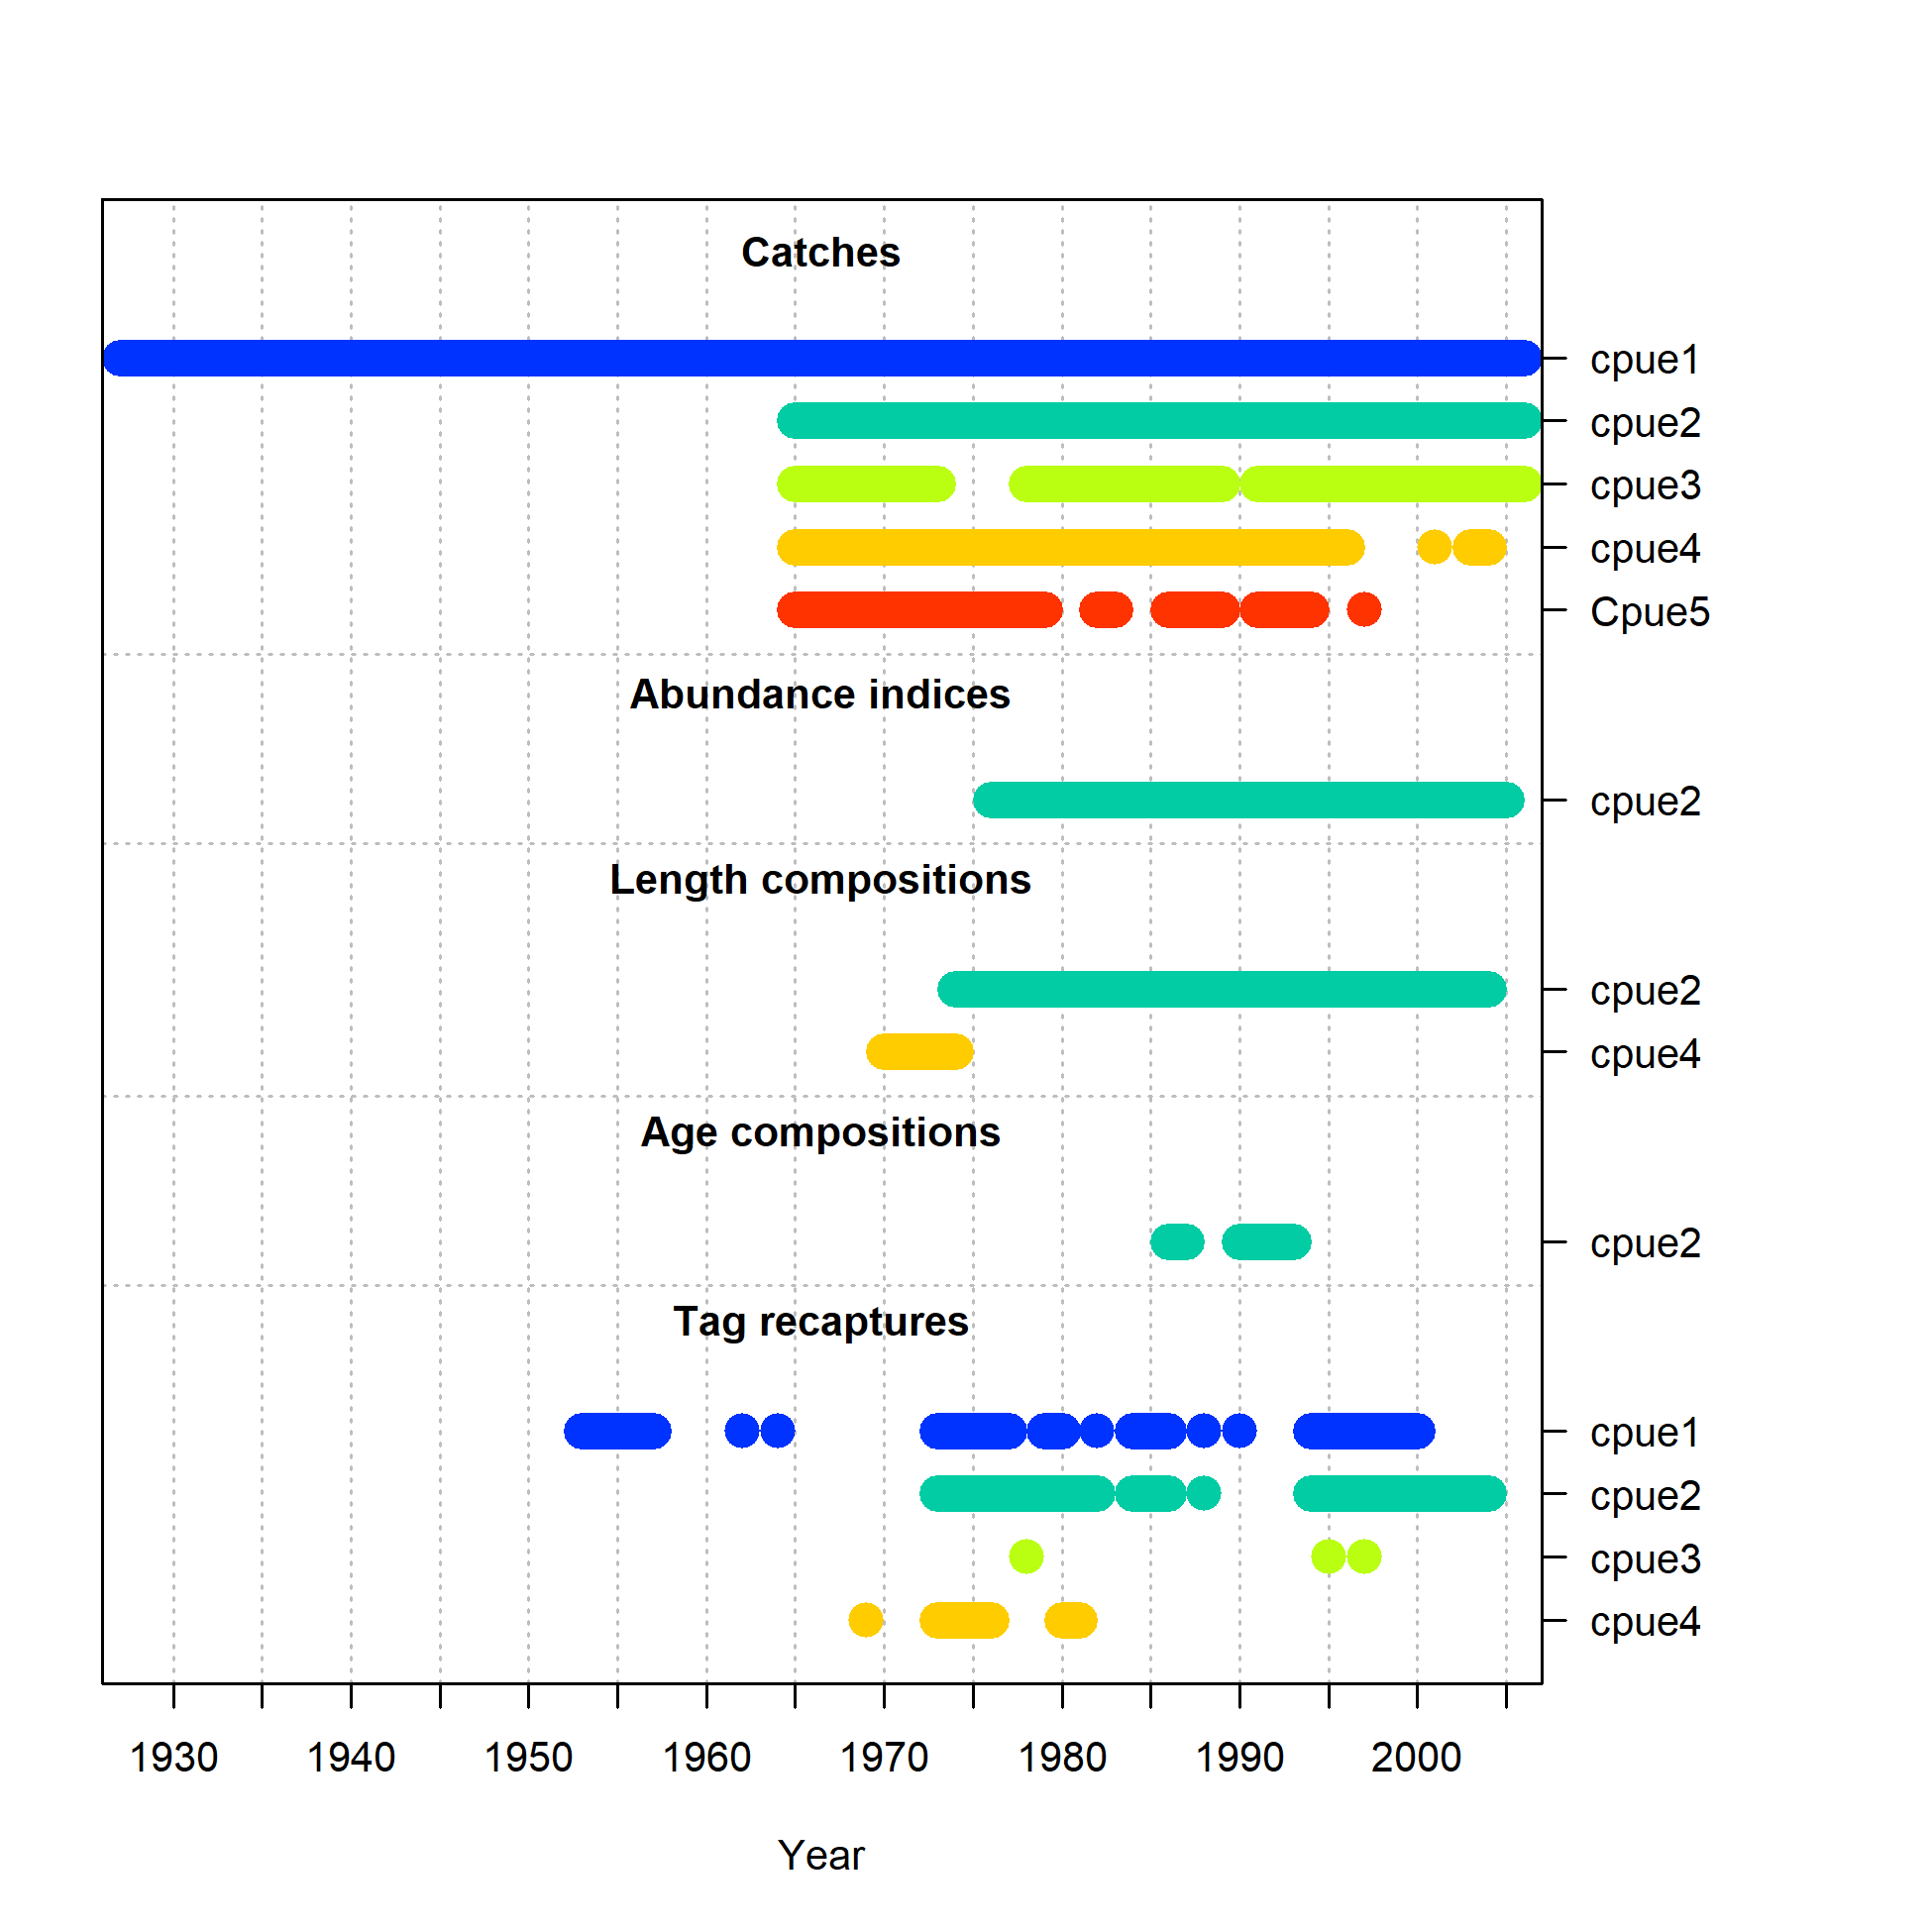 Catches
cpue1
cpue2
cpue3
cpue4
Cpue5
Abundance indices
cpue2
Length compositions
cpue2
cpue4
Age compositions
cpue2
Tag recaptures
cpue1
cpue2
cpue3
cpue4
1930 1940 1950 1960 1970 1980 1990 2000
Year